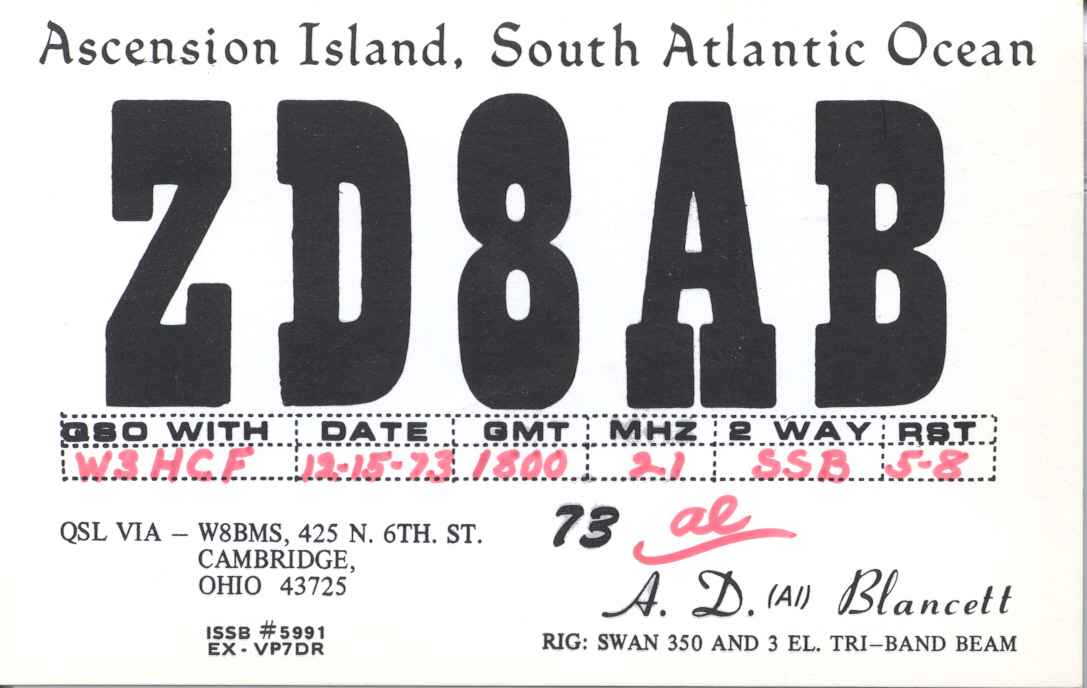 Ascension Island, South Atlantic Ocean
ZD8AB
QSO WITH DATE GMT MHZ 2 WAY RST
W3HCF 12-15-73 1800 21 SSB 5-8
QSL VIA – W8BMS, 425 N. 6TH. ST.
CAMBRIDGE,
OHIO 43725
ISSB #5991
EX - VP7DR
73 al
A. D. (Al) Blancett
RIG: SWAN 350 AND 3 EL. TRI–BAND BEAM